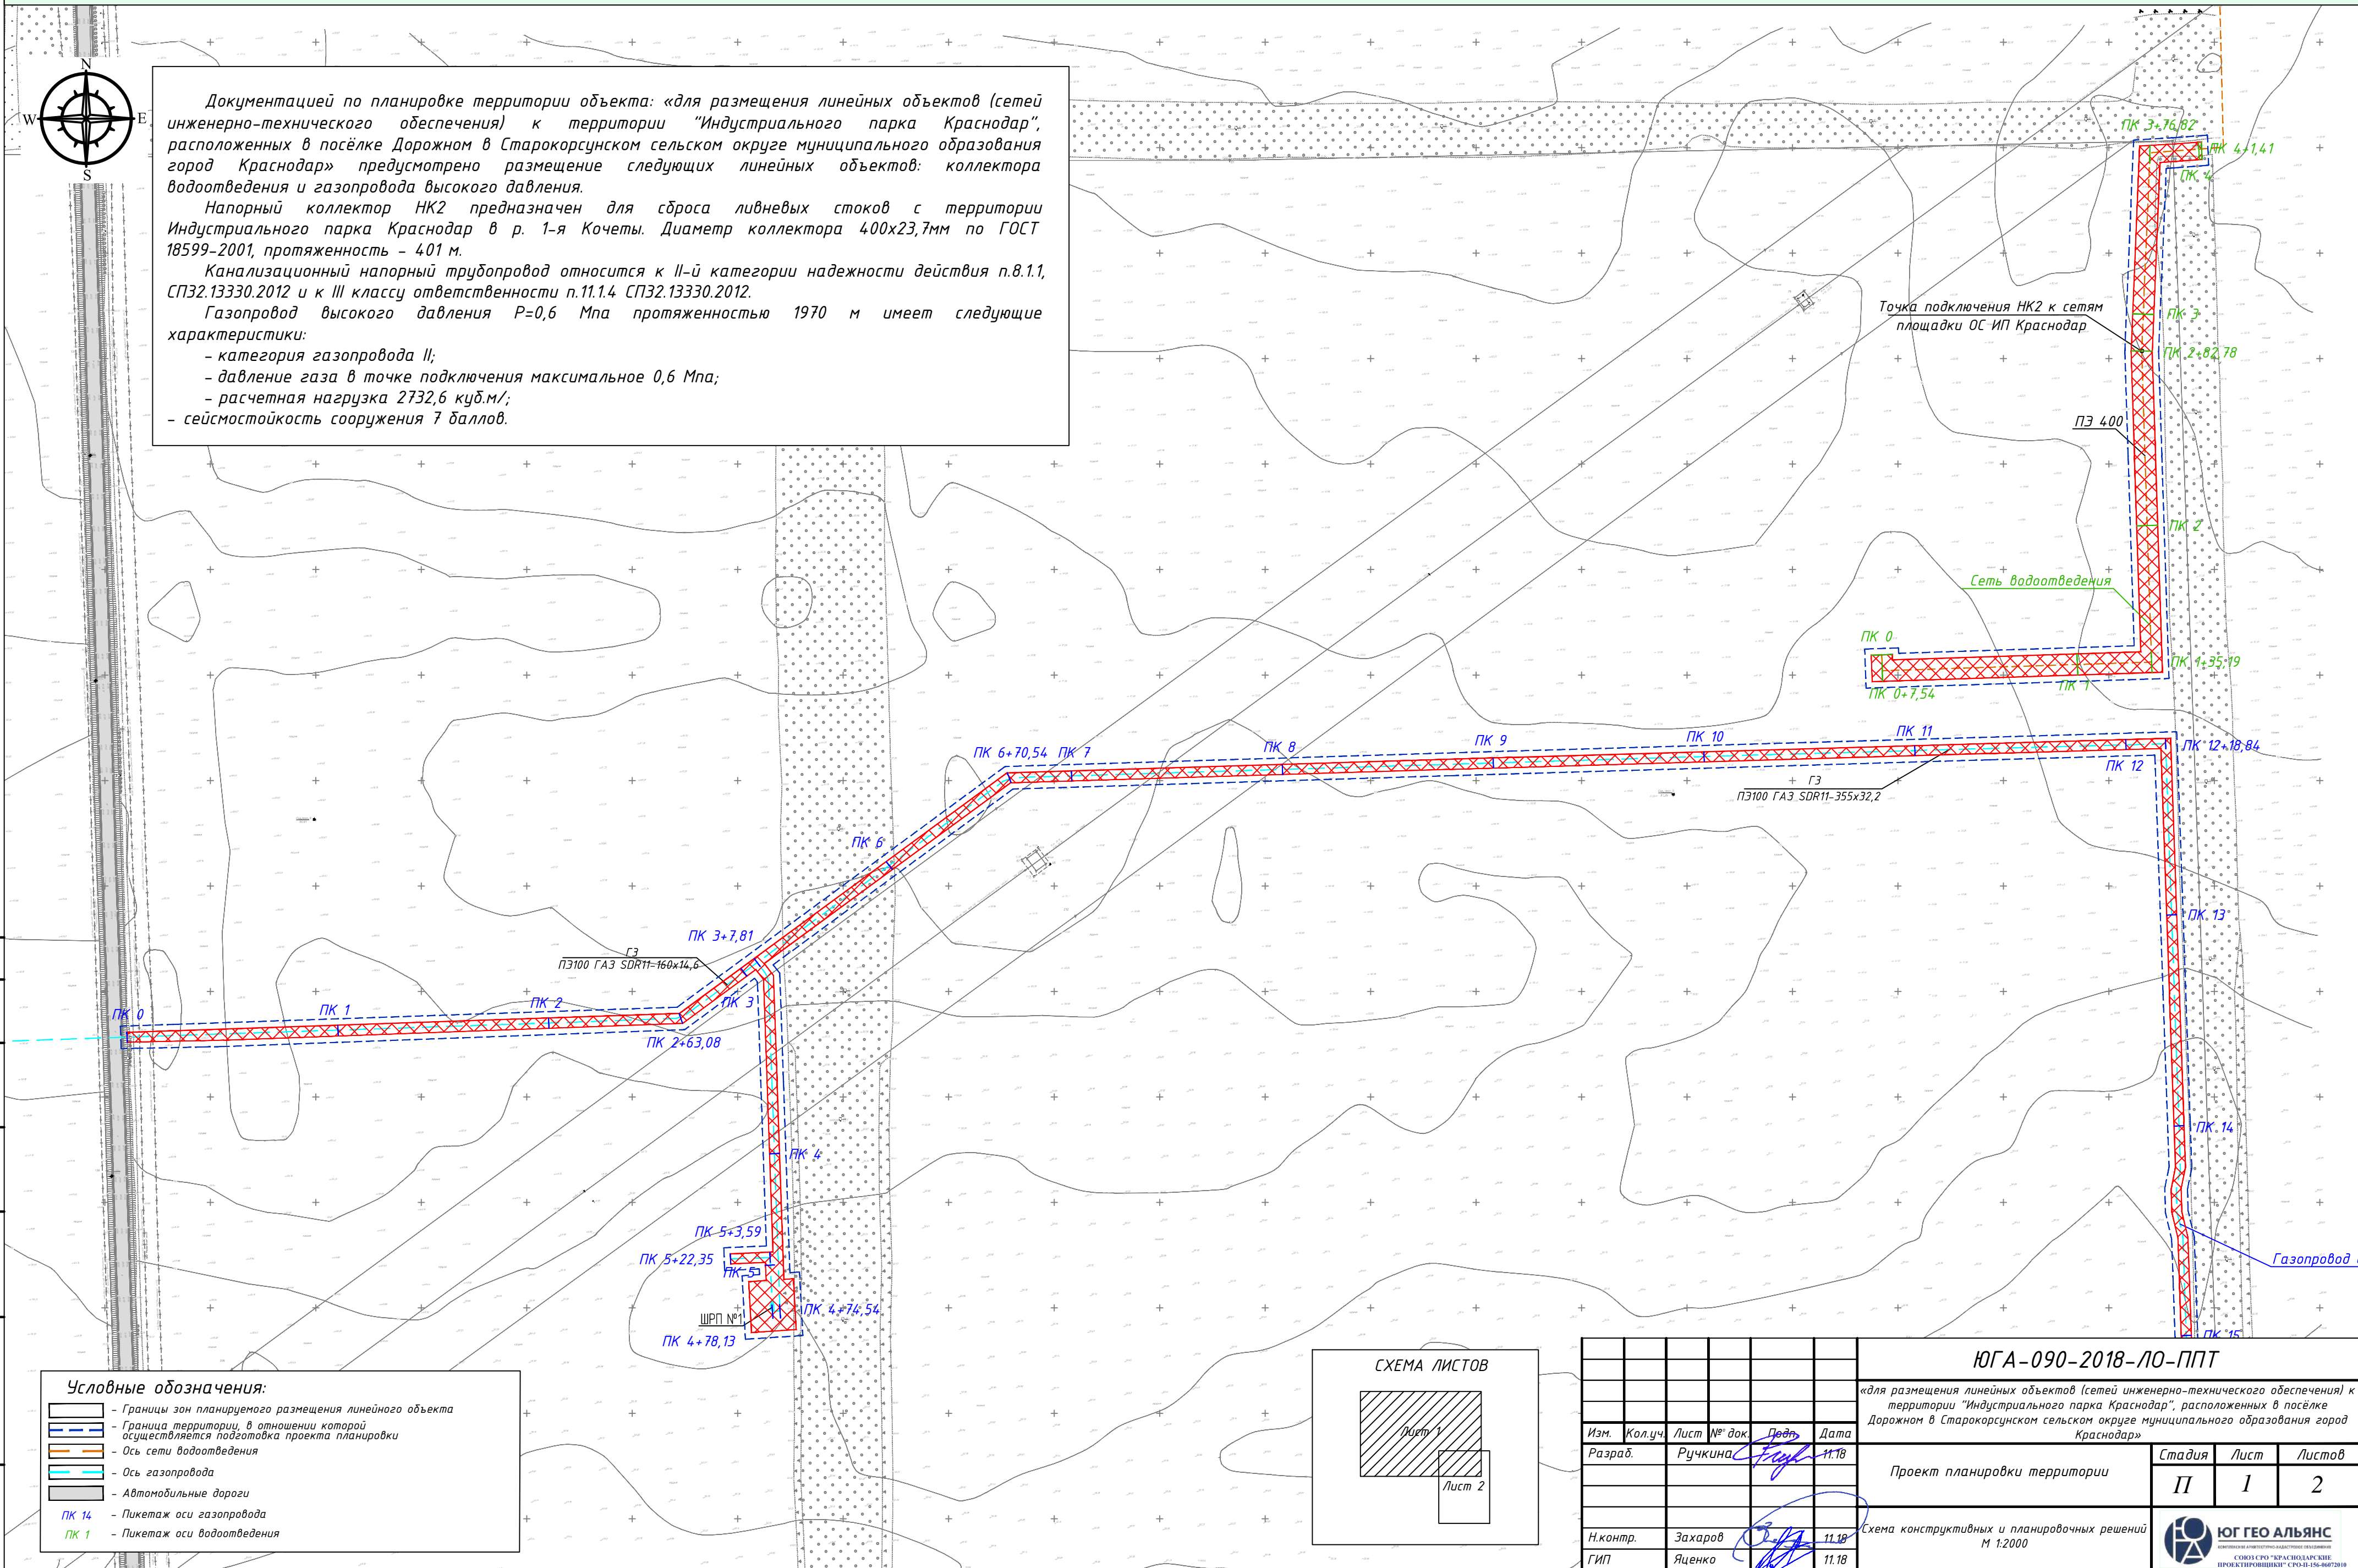 N
W
E
S
Документацией по планировке территории объекта: «для размещения линейных объектов (сетей
инженерно-технического обеспечения) к территории "Индустриального парка Краснодар",
расположенных в посёлке Дорожном в Старокорсунском сельском округе муниципального образования
город Краснодар» предусмотрено размещение следующих линейных объектов: коллектора
водоотведения и газопровода высокого давления.
Напорный коллектор НК2 предназначен для сброса ливневых стоков с территории
Индустриального парка Краснодар в р. 1-я Кочеты. Диаметр коллектора 400х23,7мм по ГОСТ
18599-2001, протяженность - 401 м.
Канализационный напорный трубопровод относится к II-й категории надежности действия п.8.1.1,
СП32.13330.2012 и к III классу ответственности п.11.1.4 СП32.13330.2012.
Газопровод высокого давления Р=0,6 Мпа протяженностью 1970 м имеет следующие
характеристики:
- категория газопровода II;
- давление газа в точке подключения максимальное 0,6 Мпа;
- расчетная нагрузка 2732,6 куб.м/;
- сейсмостойкость сооружения 7 баллов.
ПК 3+76,82
ПК 4+1,41
ПК 4
Точка подключения НК2 к сетям
площадки ОС ИП Краснодар
ПК 3
ПК 2+82,78
ПЭ 400
ПК 2
Сеть водоотведения
ПК 0
ПК 1+35,19
ПК 1
ПК 0+7,54
ПК 6+70,54
ПК 7
ПК 8
ПК 9
ПК 10
ПК 11
ПК 12+18,84
ПК 12
Г3
ПЭ100 ГАЗ SDR11-355х32,2
ПК 6
ПК 13
ПК 3+7,81
Г3
ПЭ100 ГАЗ SDR11-160х14,6
ПК 0
ПК 1
ПК 2
ПК 3
ПК 2+63,08
ПК 14
ПК 4
ПК 5+3,59
ПК 5+22,35
ПК 5
Газопровод
ШРП №1
ПК 4+74,54
ПК 4+78,13
ПК 15
Условные обозначения:
- Границы зон планируемого размещения линейного объекта
- Граница территории, в отношении которой
осуществляется подготовка проекта планировки
- Ось сети водоотведения
- Ось газопровода
- Автомобильные дороги
ПК 14 - Пикетаж оси газопровода
ПК 1 - Пикетаж оси водоотведения
СХЕМА ЛИСТОВ
Лист 1
Лист 2
ЮГА-090-2018-ЛО-ППТ
«для размещения линейных объектов (сетей инженерно-технического обеспечения) к
территории "Индустриального парка Краснодар", расположенных в посёлке
Дорожном в Старокорсунском сельском округе муниципального образования город
Краснодар»
Изм. Кол.уч. Лист №° док. Подп. Дата
Разраб. Ручкина 11.18
Проект планировки территории
Стадия Лист Листов
П 1 2
Н.контр. Захаров 11.18
ГИП Яценко 11.18
Схема конструктивных и планировочных решений
М 1:2000
ЮГ ГЕО АЛЬЯНС
СОЮЗ СРО "КРАСНОДАРСКИЕ
ПРОЕКТИРОВЩИКИ" СРО-П-156-06072010